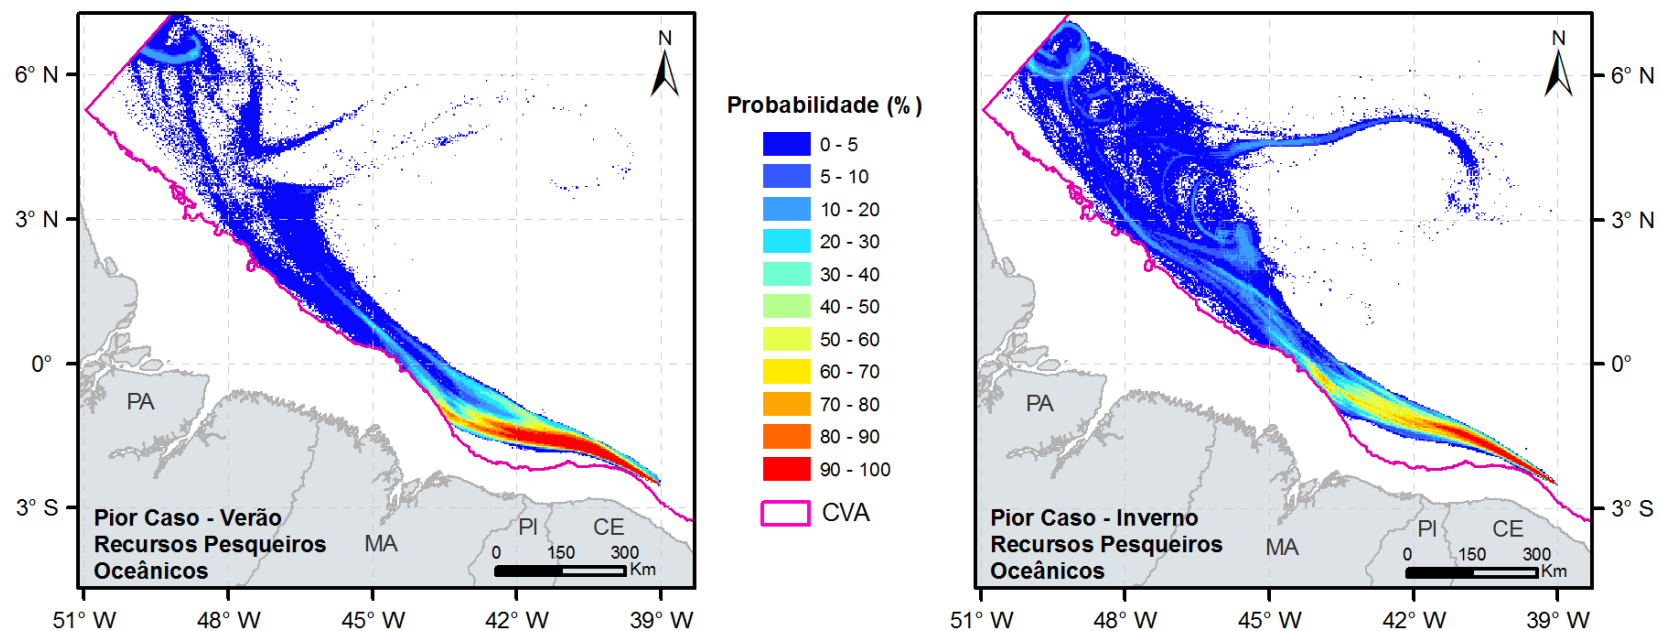 N
6° N
3° N
0°
3° S
PA
MA
PI
CE
Pior Caso - Verão
Recursos Pesqueiros
Oceânicos
0 150 300
Km
51° W 48° W 45° W 42° W 39° W
Probabilidade (%)
0 - 5
5 - 10
10 - 20
20 - 30
30 - 40
40 - 50
50 - 60
60 - 70
70 - 80
80 - 90
90 - 100
CVA
N
6° N
3° N
0°
3° S
PA
MA
PI
CE
Pior Caso - Inverno
Recursos Pesqueiros
Oceânicos
0 150 300
Km
51° W 48° W 45° W 42° W 39° W